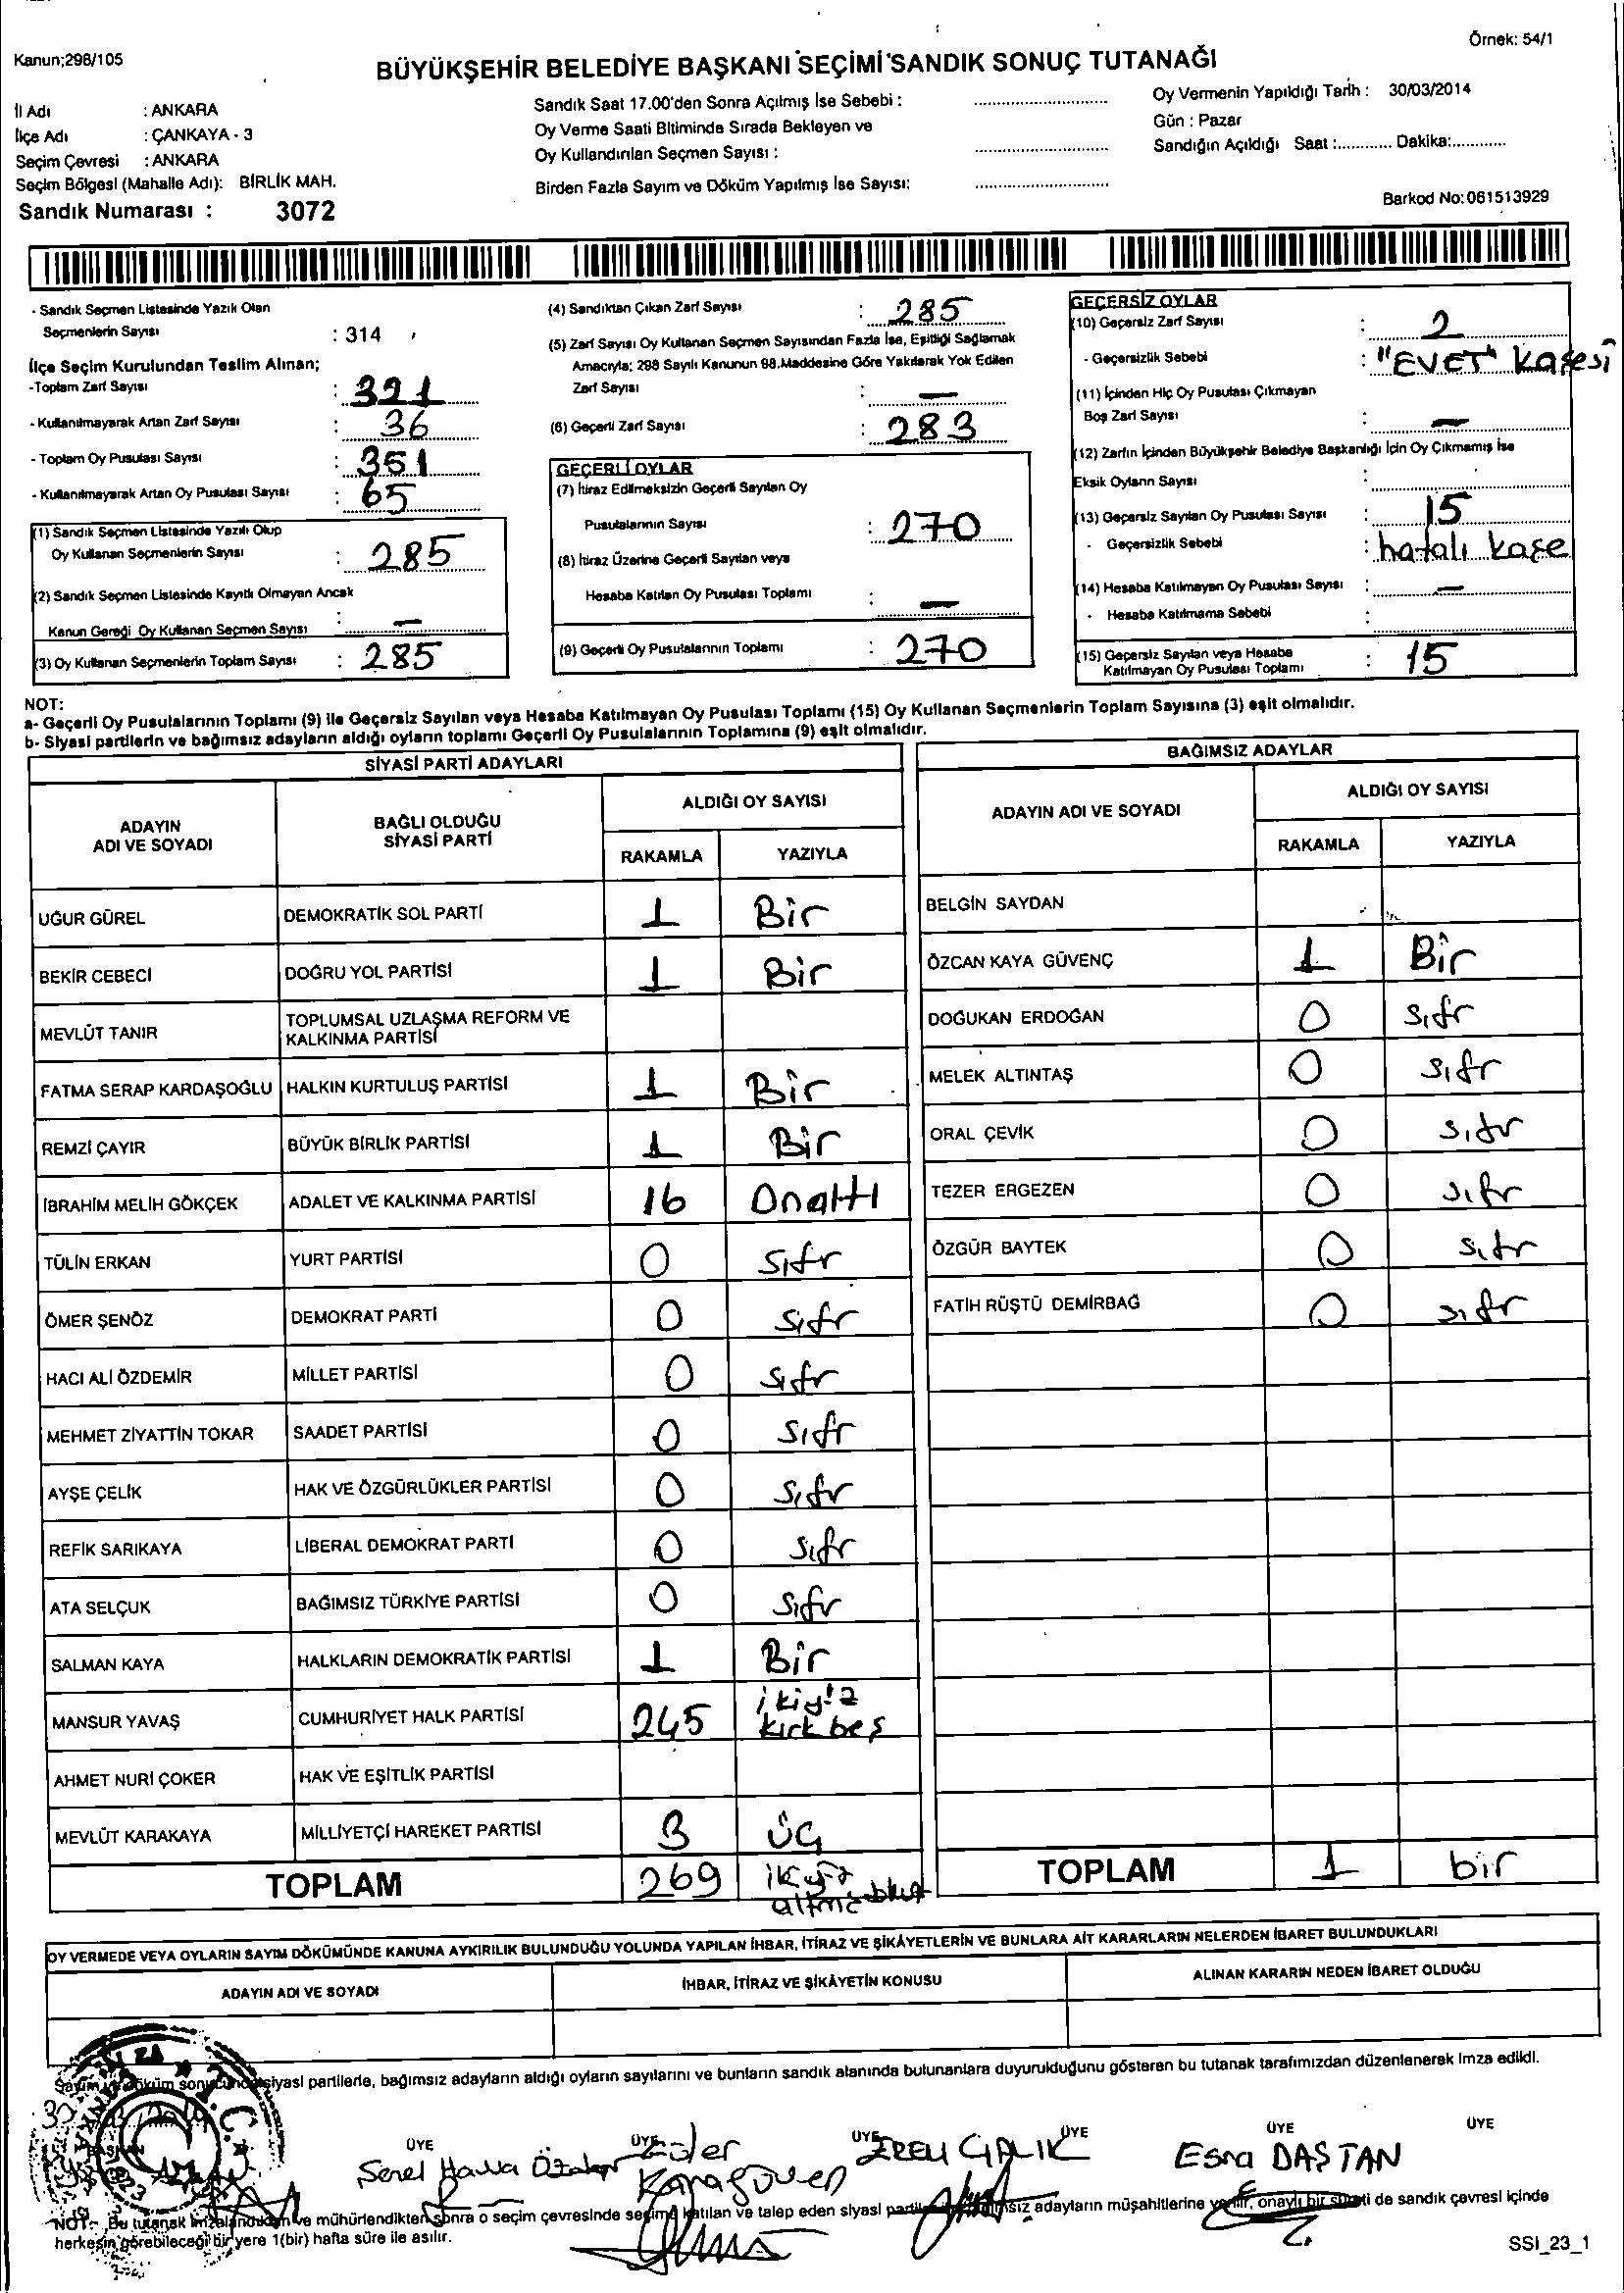 Kanun;298/105
Örnek: 54/1
BÜYÜKŞEHİR BELEDİYE BAŞKANI SEÇİMİ SANDIK SONUÇ TUTANAĞI
İl Adı : ANKARA
İlçe Adı : ÇANKAYA - 3
Seçim Çevresi : ANKARA
Seçim Bölgesi (Mahalle Adı): BİRLİK MAH.
Sandık Numarası : 3072
Sandık Saat 17.00'den Sonra Açılmış İse Sebebi :
Oy Verme Saati Bitiminde Sırada Bekleyen ve
Oy Kullandırılan Seçmen Sayısı :
Birden Fazla Sayım ve Döküm Yapılmış İse Sayısı:
Oy Vermenin Yapıldığı Tarih : 30/03/2014
Gün : Pazar
Sandığın Açıldığı Saat :............ Dakika:............
Barkod No:061513929
- Sandık Seçmen Listesinde Yazılı Olan
Seçmenlerin Sayısı : 314
İlçe Seçim Kurulundan Teslim Alınan;
-Toplam Zarf Sayısı : 321
- Kullanılmayarak Artan Zarf Sayısı : 36
- Toplam Oy Pusulası Sayısı : 351
- Kullanılmayarak Artan Oy Pusulası Sayısı : 65
(1) Sandık Seçmen Listesinde Yazılı Olup
Oy Kullanan Seçmenlerin Sayısı : 285
(2) Sandık Seçmen Listesinde Kayıtlı Olmayan Ancak
Kanun Gereği Oy Kullanan Seçmen Sayısı : —
(3) Oy Kullanan Seçmenlerin Toplam Sayısı : 285
(4) Sandıktan Çıkan Zarf Sayısı : 285
(5) Zarf Sayısı Oy Kullanan Seçmen Sayısından Fazla İse, Eşitliği Sağlamak
Amacıyla; 298 Sayılı Kanunun 98.Maddesine Göre Yakılarak Yok Edilen
Zarf Sayısı : —
(6) Geçerli Zarf Sayısı : 283
GEÇERLİ OYLAR
(7) İtiraz Edilmeksizin Geçerli Sayılan Oy
Pusulalarının Sayısı : 270
(8) İtiraz Üzerine Geçerli Sayılan veya
Hesaba Katılan Oy Pusulası Toplamı : —
(9) Geçerli Oy Pusulalarının Toplamı : 270
GEÇERSİZ OYLAR
(10) Geçersiz Zarf Sayısı : 2
- Geçersizlik Sebebi : "EVET" Kaşesi
(11) İçinden Hiç Oy Pusulası Çıkmayan
Boş Zarf Sayısı : —
(12) Zarfın İçinden Büyükşehir Belediye Başkanlığı İçin Oy Çıkmamış İse
Eksik Oyların Sayısı :
(13) Geçersiz Sayılan Oy Pusulası Sayısı : 15
- Geçersizlik Sebebi : hatalı kaşe
(14) Hesaba Katılmayan Oy Pusulası Sayısı : —
- Hesaba Katılmama Sebebi :
(15) Geçersiz Sayılan veya Hesaba
Katılmayan Oy Pusulası Toplamı : 15
NOT:
a- Geçerli Oy Pusulalarının Toplamı (9) ile Geçersiz Sayılan veya Hesaba Katılmayan Oy Pusulası Toplamı (15) Oy Kullanan Seçmenlerin Toplam Sayısına (3) eşit olmalıdır.
b- Siyasi partilerin ve bağımsız adayların aldığı oyların toplamı Geçerli Oy Pusulalarının Toplamına (9) eşit olmalıdır.
SİYASİ PARTİ ADAYLARI
ADAYIN ADI VE SOYADI
BAĞLI OLDUĞU SİYASİ PARTİ
ALDIĞI OY SAYISI
RAKAMLA YAZIYLA
UĞUR GÜREL DEMOKRATİK SOL PARTİ 1 Bir
BEKİR CEBECİ DOĞRU YOL PARTİSİ 1 Bir
MEVLÜT TANIR TOPLUMSAL UZLAŞMA REFORM VE KALKINMA PARTİSİ
FATMA SERAP KARDAŞOĞLU HALKIN KURTULUŞ PARTİSİ 1 Bir
REMZİ ÇAYIR BÜYÜK BİRLİK PARTİSİ 1 Bir
İBRAHİM MELİH GÖKÇEK ADALET VE KALKINMA PARTİSİ 16 Onaltı
TÜLİN ERKAN YURT PARTİSİ 0 Sıfr
ÖMER ŞENÖZ DEMOKRAT PARTİ 0 Sıfr
HACI ALİ ÖZDEMİR MİLLET PARTİSİ 0 Sıfr
MEHMET ZİYATTİN TOKAR SAADET PARTİSİ 0 Sıfr
AYŞE ÇELİK HAK VE ÖZGÜRLÜKLER PARTİSİ 0 Sıfr
REFİK SARIKAYA LİBERAL DEMOKRAT PARTİ 0 Sıfr
ATA SELÇUK BAĞIMSIZ TÜRKİYE PARTİSİ 0 Sıfr
SALMAN KAYA HALKLARIN DEMOKRATİK PARTİSİ 1 Bir
MANSUR YAVAŞ CUMHURİYET HALK PARTİSİ 245 ikiyüz kırkbeş
AHMET NURİ ÇOKER HAK VE EŞİTLİK PARTİSİ
MEVLÜT KARAKAYA MİLLİYETÇİ HAREKET PARTİSİ 3 üç
TOPLAM 269 ikiyüz altmışdokuz
BAĞIMSIZ ADAYLAR
ADAYIN ADI VE SOYADI
ALDIĞI OY SAYISI
RAKAMLA YAZIYLA
BELGİN SAYDAN
ÖZCAN KAYA GÜVENÇ 1 Bir
DOĞUKAN ERDOĞAN 0 Sıfr
MELEK ALTINTAŞ 0 Sıfr
ORAL ÇEVİK 0 Sıfr
TEZER ERGEZEN 0 Sıfr
ÖZGÜR BAYTEK 0 Sıfr
FATİH RÜŞTÜ DEMİRBAĞ 0 Sıfr
TOPLAM 1 bir
OY VERMEDE VEYA OYLARIN SAYIM DÖKÜMÜNDE KANUNA AYKIRILIK BULUNDUĞU YOLUNDA YAPILAN İHBAR, İTİRAZ VE ŞİKÂYETLERİN VE BUNLARA AİT KARARLARIN NELERDEN İBARET BULUNDUKLARI
ADAYIN ADI VE SOYADI
İHBAR, İTİRAZ VE ŞİKÂYETİN KONUSU
ALINAN KARARIN NEDEN İBARET OLDUĞU
Sayım ve döküm sonucunda siyasi partilerle, bağımsız adayların aldığı oyların sayılarını ve bunların sandık alanında bulunanlara duyurulduğunu gösteren bu tutanak tarafımızdan düzenlenerek imza edildi.
T.C.
BAŞKAN ÜYE ÜYE ÜYE ÜYE ÜYE ÜYE
Karagüven
EREN ÇALIK
Esra DAŞTAN
NOT:- Bu tutanak imzalandıktan ve mühürlendikten sonra o seçim çevresinde seçime katılan ve talep eden siyasi partiler ile bağımsız adayların müşahitlerine verilir, onaylı bir sureti de sandık çevresi içinde
herkesin görebileceği bir yere 1(bir) hafta süre ile asılır.
SSI_23_1